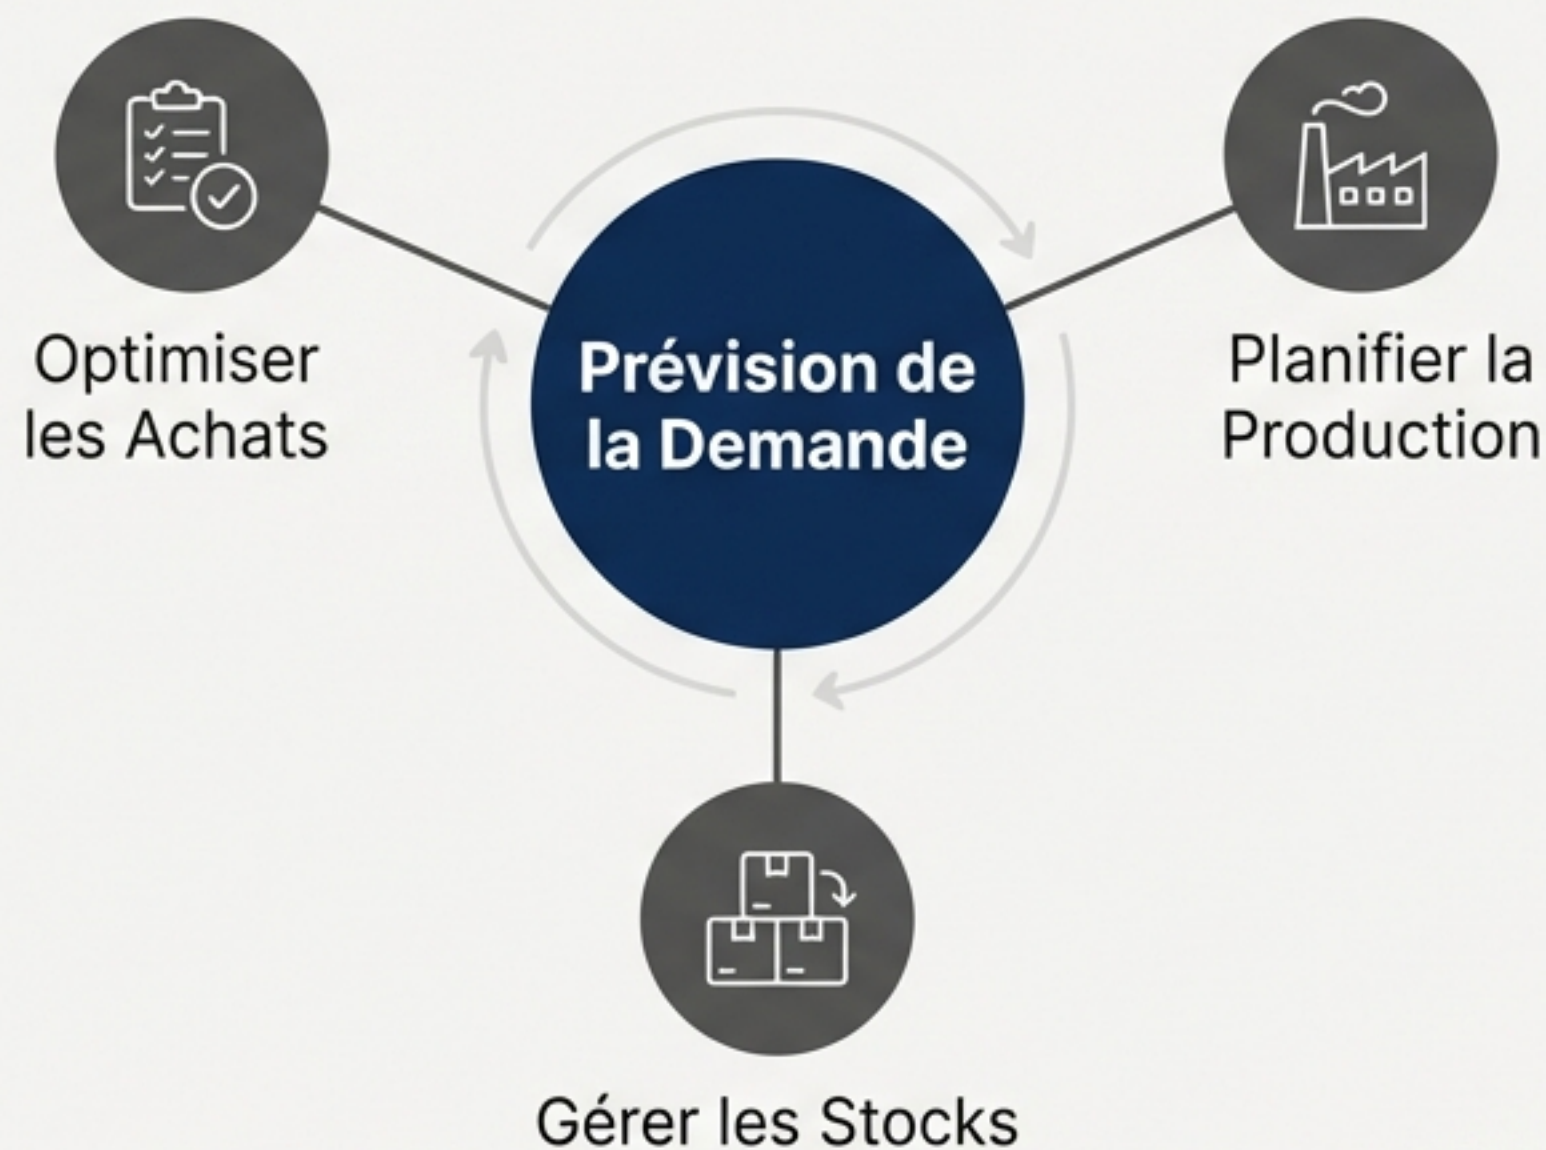 Optimiser
les Achats
Prévision de
la Demande
Planifier la
Production
Gérer les Stocks